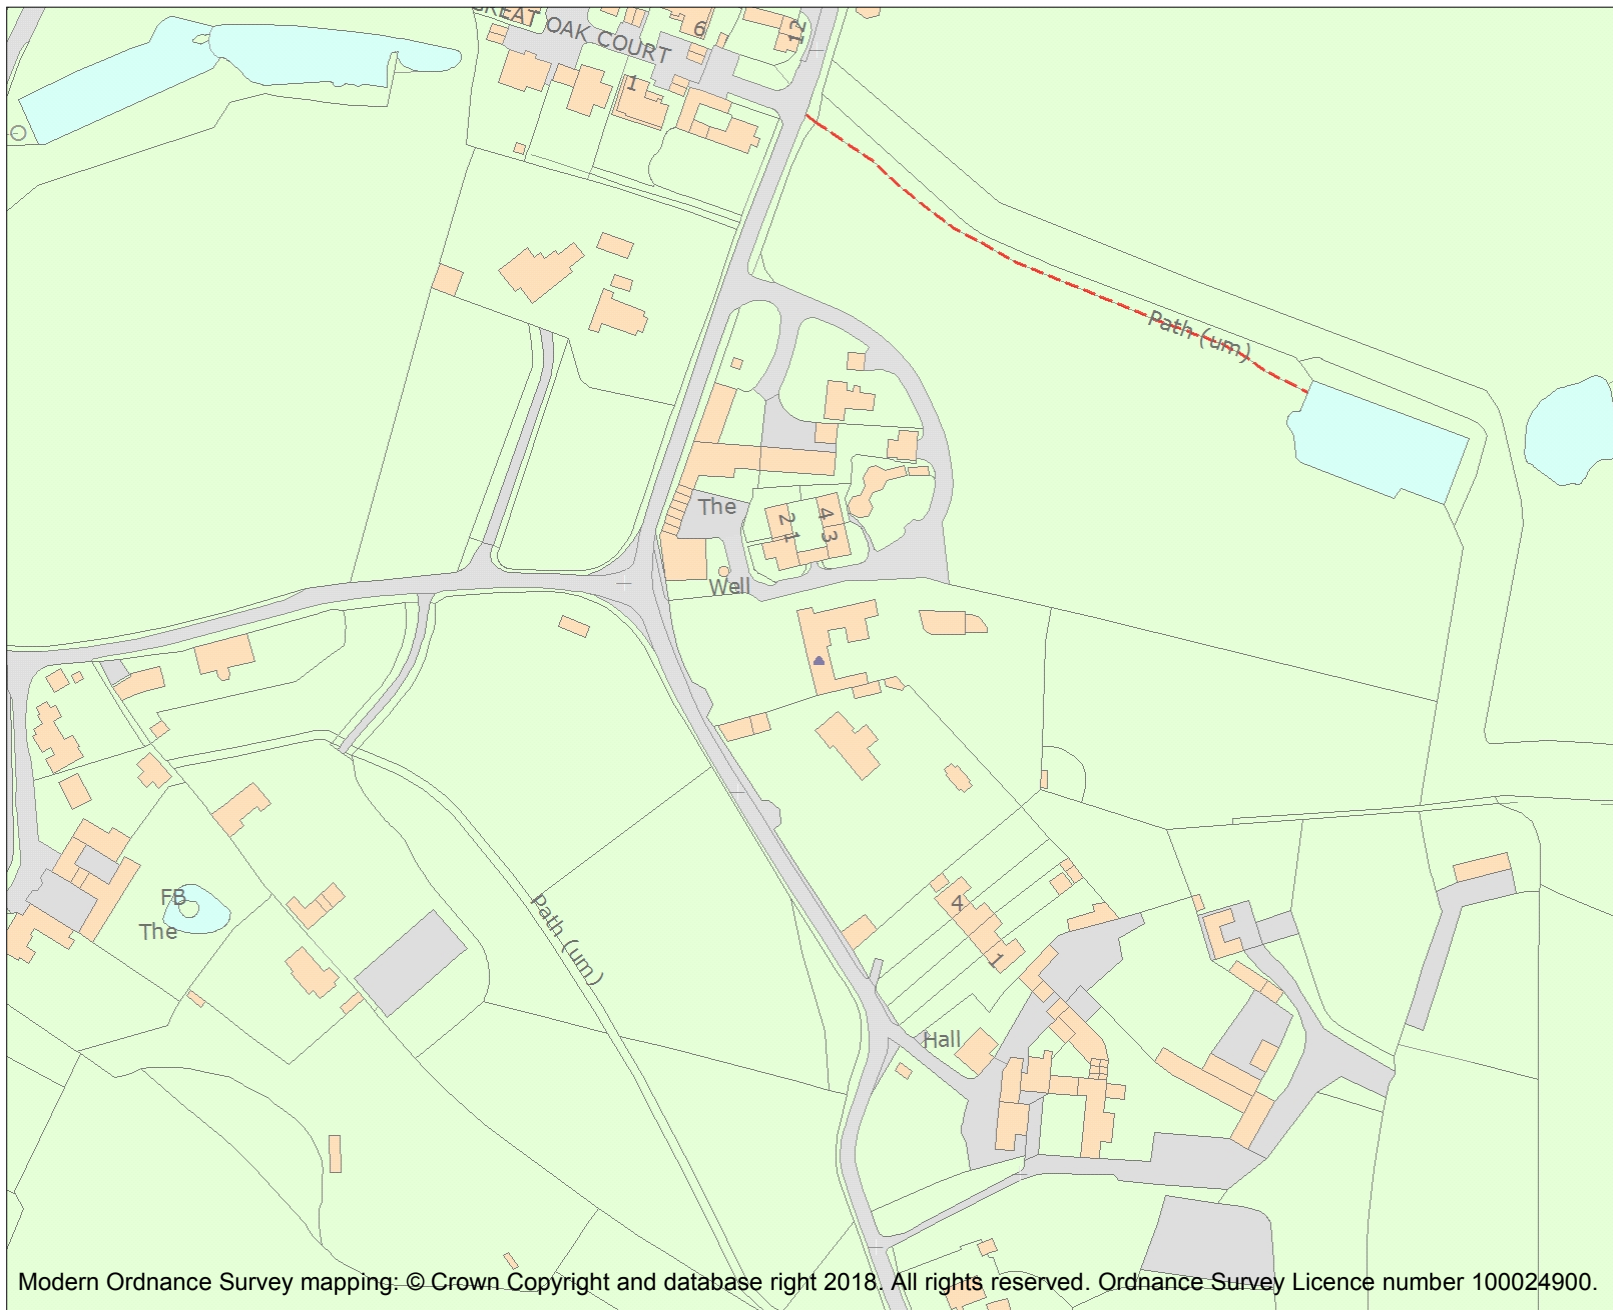 GREAT OAK COURT
6
12
1
Path (um)
The
2
1
4
3
Well
FB
The
Path (um)
4
1
Hall
Modern Ordnance Survey mapping: © Crown Copyright and database right 2018. All rights reserved. Ordnance Survey Licence number 100024900.